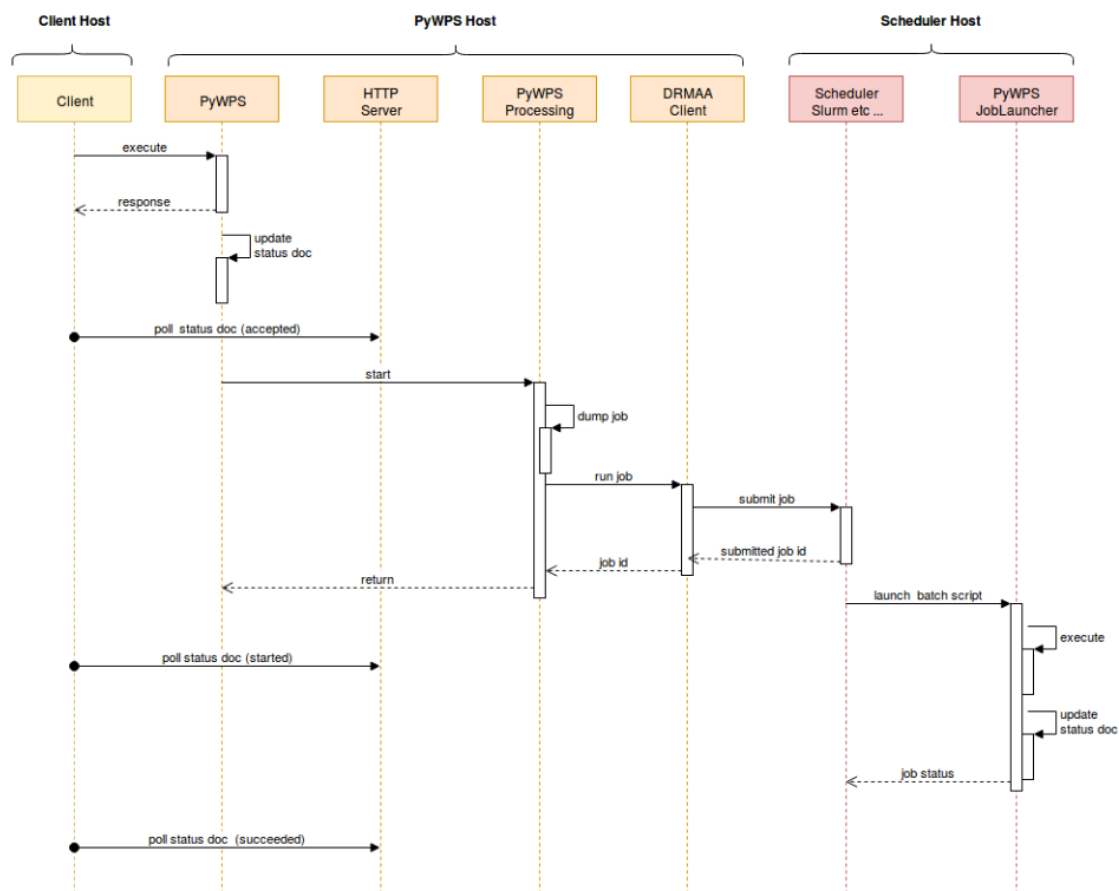 Client Host
PyWPS Host
Scheduler Host
Client
PyWPS
HTTP
Server
PyWPS
Processing
DRMAA
Client
Scheduler
Slurm etc ...
PyWPS
JobLauncher
execute
response
update
status doc
poll status doc (accepted)
start
dump job
run job
submit job
submitted job id
job id
return
launch batch script
execute
poll status doc (started)
update
status doc
job status
poll status doc (succeeded)